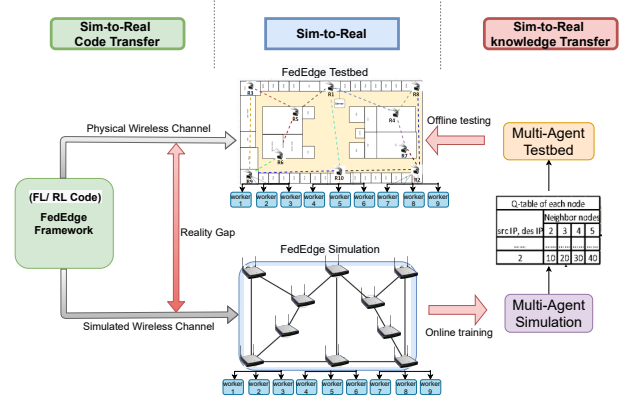 Sim-to-Real
Code Transfer
Sim-to-Real
Sim-to-Real
knowledge Transfer
FedEdge Testbed
R3
R1
R8
R5
R4
R6
R7
R9
R10
R2
Physical Wireless Channel
Offline testing
Multi-Agent
Testbed
worker
1
worker
2
worker
3
worker
4
worker
5
worker
6
worker
7
worker
8
worker
9
(FL/ RL Code)
FedEdge
Framework
Reality Gap
Q-table of each node
Neighbor nodes
src IP, des IP 2 3 4 5
...... ...... ...... ...... ......
2 10 20 30 40
FedEdge Simulation
Simulated Wireless Channel
Online training
Multi-Agent
Simulation
worker
1
worker
2
worker
3
worker
4
worker
5
worker
6
worker
7
worker
8
worker
9